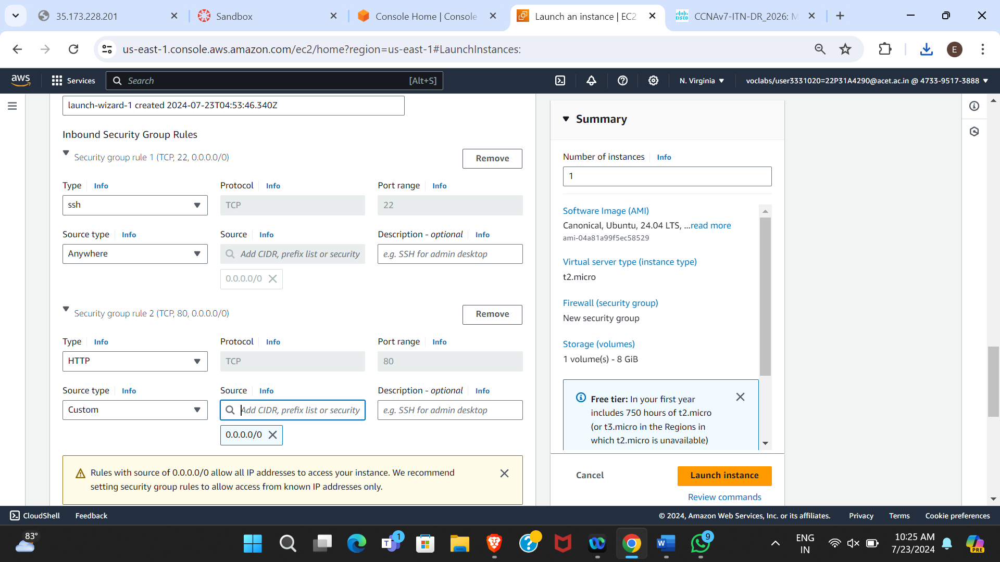 35.173.228.201
Sandbox
Console Home | Console
Launch an instance | EC2
CCNAv7-ITN-DR_2026: M
us-east-1.console.aws.amazon.com/ec2/home?region=us-east-1#LaunchInstances:
E
aws
Services
Search
[Alt+S]
N. Virginia
voclabs/user3331020=22P31A4290@acet.ac.in @ 4733-9517-3888
launch-wizard-1 created 2024-07-23T04:53:46.340Z
Inbound Security Group Rules
Security group rule 1 (TCP, 22, 0.0.0.0/0)
Remove
Type Info
Protocol Info
Port range Info
ssh
TCP
22
Source type Info
Source Info
Description - optional Info
Anywhere
Add CIDR, prefix list or security
e.g. SSH for admin desktop
0.0.0.0/0
Security group rule 2 (TCP, 80, 0.0.0.0/0)
Remove
Type Info
Protocol Info
Port range Info
HTTP
TCP
80
Source type Info
Source Info
Description - optional Info
Custom
Add CIDR, prefix list or security
e.g. SSH for admin desktop
0.0.0.0/0
Rules with source of 0.0.0.0/0 allow all IP addresses to access your instance. We recommend
setting security group rules to allow access from known IP addresses only.
Summary
Number of instances Info
1
Software Image (AMI)
Canonical, Ubuntu, 24.04 LTS, ...read more
ami-04a81a99f5ec58529
Virtual server type (instance type)
t2.micro
Firewall (security group)
New security group
Storage (volumes)
1 volume(s) - 8 GiB
Free tier: In your first year
includes 750 hours of t2.micro
(or t3.micro in the Regions in
which t2.micro is unavailable)
Cancel
Launch instance
Review commands
CloudShell
Feedback
© 2024, Amazon Web Services, Inc. or its affiliates.
Privacy
Terms
Cookie preferences
83°
1
9
ENG
IN
10:25 AM
7/23/2024
PRE